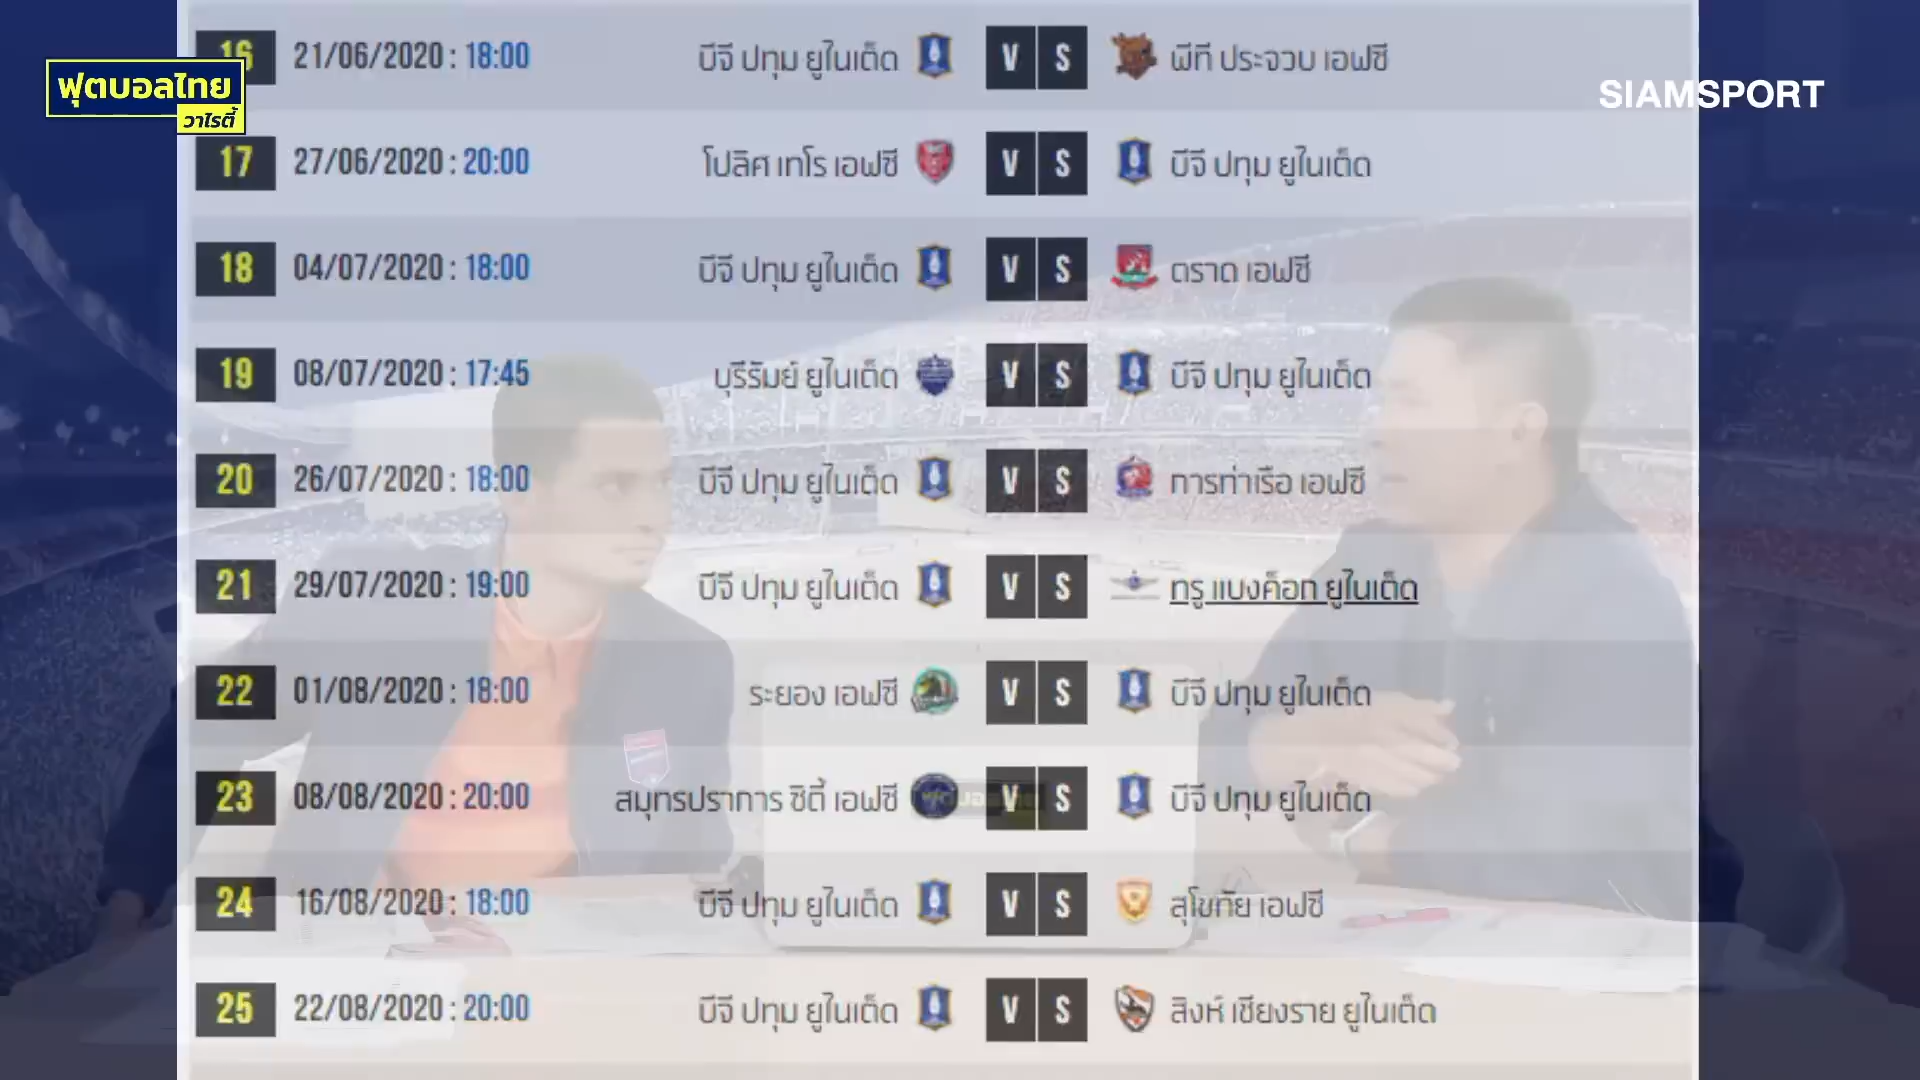 ฟุตบอลไทย
วาไรตี้
SIAMSPORT
16 21/06/2020 : 18:00 บีจี ปทุม ยูไนเต็ด V S พีที ประจวบ เอฟซี
17 27/06/2020 : 20:00 โปลิศ เทโร เอฟซี V S บีจี ปทุม ยูไนเต็ด
18 04/07/2020 : 18:00 บีจี ปทุม ยูไนเต็ด V S ตราด เอฟซี
19 08/07/2020 : 17:45 บุรีรัมย์ ยูไนเต็ด V S บีจี ปทุม ยูไนเต็ด
20 26/07/2020 : 18:00 บีจี ปทุม ยูไนเต็ด V S การท่าเรือ เอฟซี
21 29/07/2020 : 19:00 บีจี ปทุม ยูไนเต็ด V S ทรู แบงค็อก ยูไนเต็ด
22 01/08/2020 : 18:00 ระยอง เอฟซี V S บีจี ปทุม ยูไนเต็ด
23 08/08/2020 : 20:00 สมุทรปราการ ซิตี้ เอฟซี V S บีจี ปทุม ยูไนเต็ด
24 16/08/2020 : 18:00 บีจี ปทุม ยูไนเต็ด V S สุโขทัย เอฟซี
25 22/08/2020 : 20:00 บีจี ปทุม ยูไนเต็ด V S สิงห์ เชียงราย ยูไนเต็ด